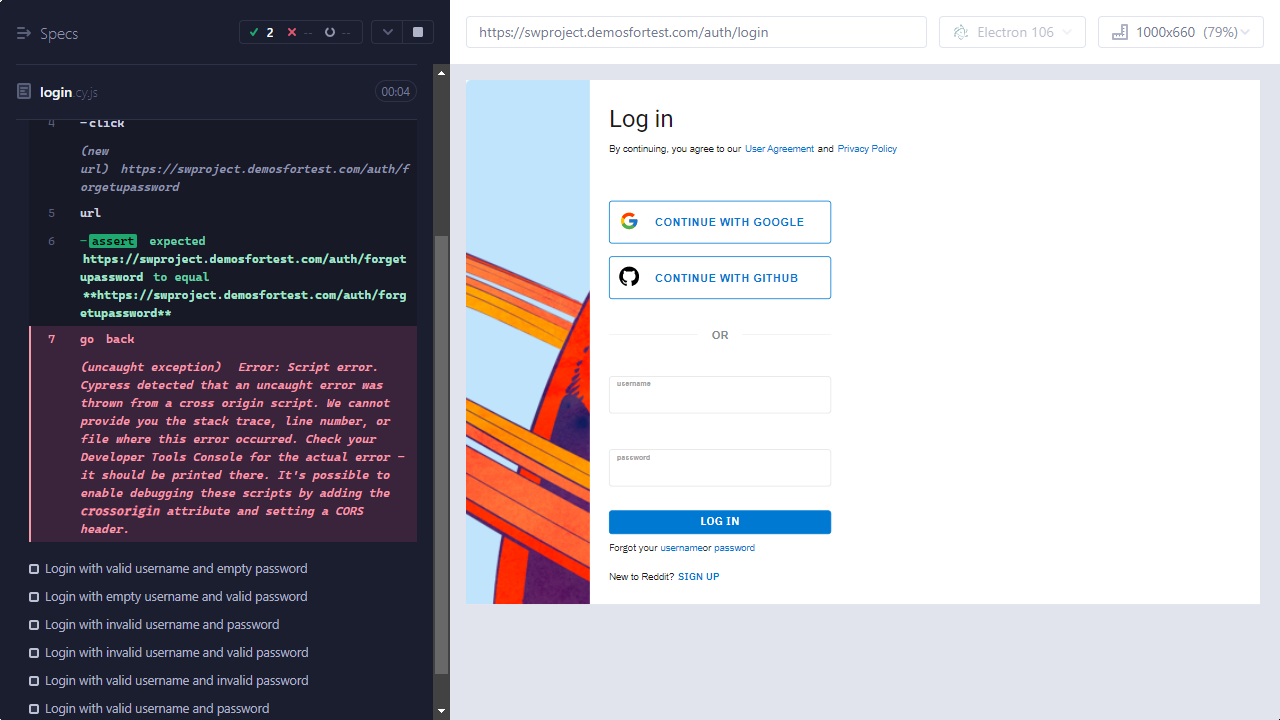 Specs
2 -- --
login.cy.js
00:04
4 -click
(new
url) https://swproject.demosfortest.com/auth/f
orgetupassword
5 url
6 -assert expected
https://swproject.demosfortest.com/auth/forget
upassword to equal
**https://swproject.demosfortest.com/auth/forg
etupassword**
7 go back
(uncaught exception) Error: Script error.
Cypress detected that an uncaught error was
thrown from a cross origin script. We cannot
provide you the stack trace, line number, or
file where this error occurred. Check your
Developer Tools Console for the actual error -
it should be printed there. It's possible to
enable debugging these scripts by adding the
crossorigin attribute and setting a CORS
header.
Login with valid username and empty password
Login with empty username and valid password
Login with invalid username and password
Login with invalid username and valid password
Login with valid username and invalid password
Login with valid username and password
https://swproject.demosfortest.com/auth/login
Electron 106
1000x660 (79%)
Log in
By continuing, you agree to our User Agreement and Privacy Policy
CONTINUE WITH GOOGLE
CONTINUE WITH GITHUB
OR
username
password
LOG IN
Forgot your usernameor password
New to Reddit? SIGN UP